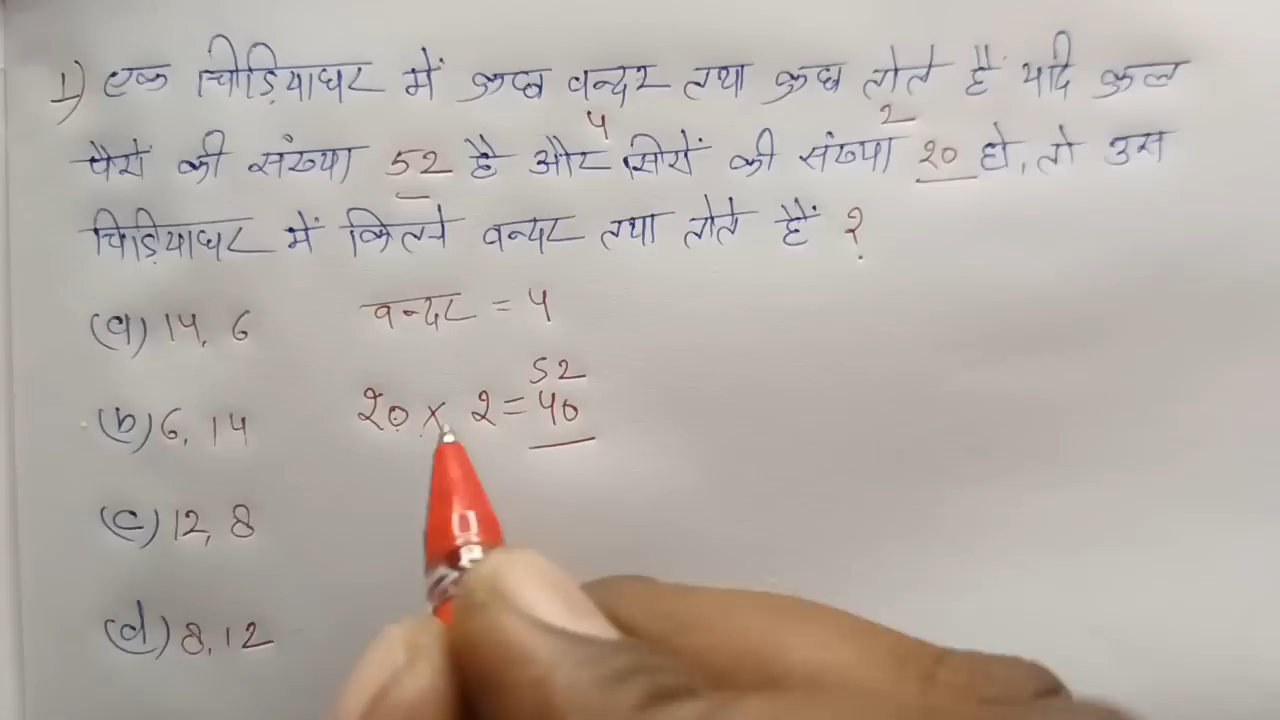 1) एक चिड़ियाघर में कुछ बन्दर तथा कुछ तोते हैं यदि कुल
4 2
पैरों की संख्या 52 है और सिरों की संख्या 20 हो, तो उस
चिड़ियाघर में कितने बन्दर तथा तोते हैं ?
(a) 14, 6
बन्दर = 4
52
(b) 6, 14
20 × 2 = 40
(c) 12, 8
(d) 8, 12